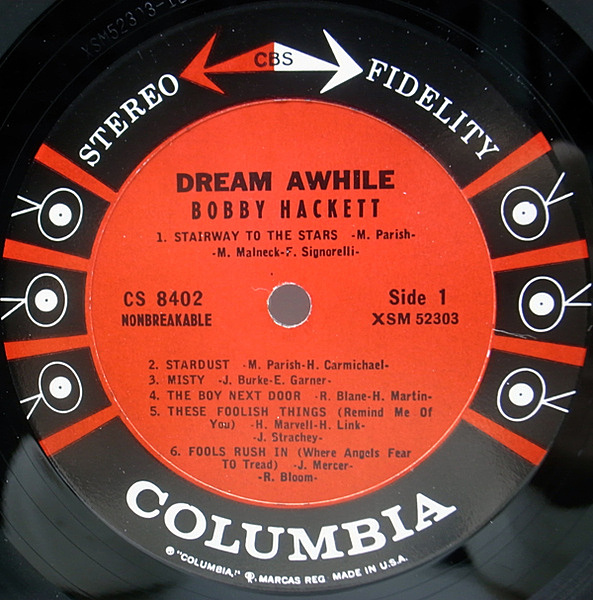 CBS
STEREO FIDELITY
DREAM AWHILE
BOBBY HACKETT
1. STAIRWAY TO THE STARS -M. Parish-
-M. Malneck-F. Signorelli-
CS 8402 Side 1
NONBREAKABLE XSM 52303
2. STARDUST -M. Parish-H. Carmichael-
3. MISTY -J. Burke-E. Garner-
4. THE BOY NEXT DOOR -R. Blane-H. Martin-
5. THESE FOOLISH THINGS (Remind Me Of
You) -H. Marvell-H. Link-
-J. Strachey-
6. FOOLS RUSH IN (Where Angels Fear
TO Tread) -J. Mercer-
-R. Bloom-
COLUMBIA
® "COLUMBIA," MARCAS REG. MADE IN U.S.A.